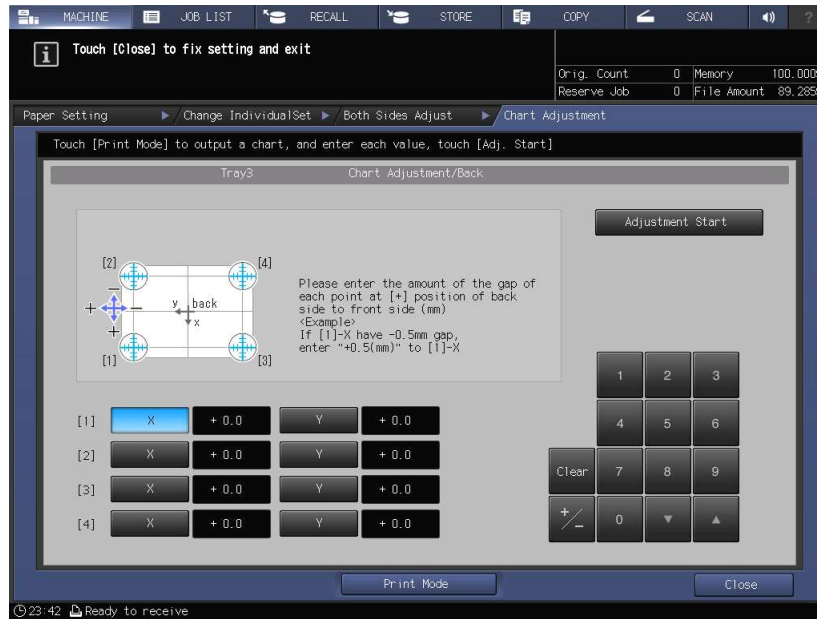 MACHINE JOB LIST RECALL STORE COPY SCAN ?
Touch [Close] to fix setting and exit
Orig. Count 0 Memory 100.000
Reserve Job 0 File Amount 89.285
Paper Setting Change IndividualSet Both Sides Adjust Chart Adjustment
Touch [Print Mode] to output a chart, and enter each value, touch [Adj. Start]
Tray3 Chart Adjustment/Back
Adjustment Start
[2] [4]
− + − +
y back
x
[1] [3]
Please enter the amount of the gap of
each point at [+] position of back
side to front side (mm)
<Example>
If [1]-X have -0.5mm gap,
enter "+0.5(mm)" to [1]-X
1 2 3
4 5 6
Clear 7 8 9
+/− 0 ▼ ▲
[1] X + 0.0 Y + 0.0
[2] X + 0.0 Y + 0.0
[3] X + 0.0 Y + 0.0
[4] X + 0.0 Y + 0.0
Print Mode Close
23:42 Ready to receive